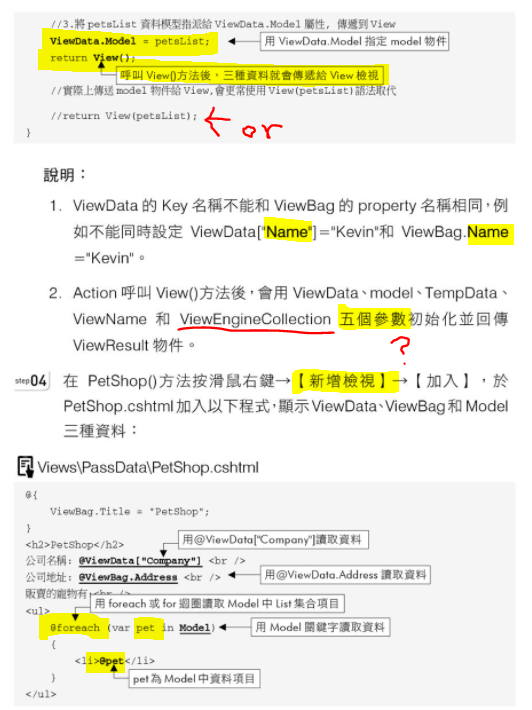 //3.將petsList 資料模型指派給 ViewData.Model 屬性, 傳遞到 View
ViewData.Model = petsList;
用 ViewData.Model 指定 model 物件
return View();
呼叫 View()方法後，三種資料就會傳遞給 View 檢視
//實際上傳送 model 物件給 View,會更常使用 View(petsList)語法取代
//return View(petsList);
or
}
說明：
1. ViewData 的 Key 名稱不能和 ViewBag 的 property 名稱相同，例
如不能同時設定 ViewData["Name"]="Kevin"和 ViewBag.Name
="Kevin"。
2. Action 呼叫 View()方法後，會用 ViewData、model、TempData、
ViewName 和 ViewEngineCollection 五個參數初始化並回傳
ViewResult 物件。
?
step04 在 PetShop()方法按滑鼠右鍵→【新增檢視】→【加入】，於
PetShop.cshtml 加入以下程式，顯示 ViewData、ViewBag 和 Model
三種資料：
Views\PassData\PetShop.cshtml
@{
ViewBag.Title = "PetShop";
}
<h2>PetShop</h2>
用@ViewData["Company"]讀取資料
公司名稱: @ViewData["Company"] <br />
公司地址: @ViewBag.Address <br />
用@ViewData.Address 讀取資料
販賣的寵物有:<br />
用 foreach 或 for 迴圈讀取 Model 中 List 集合項目
<ul>
@foreach (var pet in Model)
用 Model 關鍵字讀取資料
{
<li>@pet</li>
}
pet 為 Model 中資料項目
</ul>